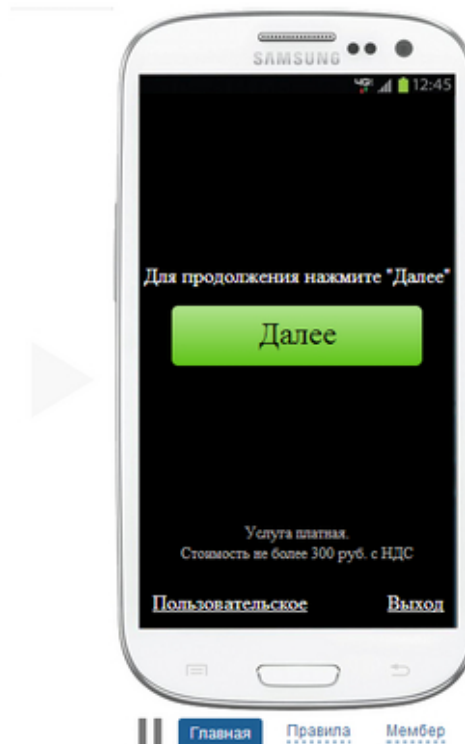 SAMSUNG
4G 12:45
Для продолжения нажмите "Далее"
Далее
Услуга платная.
Стоимость не более 300 руб. с НДС
Пользовательское Выход
Главная Правила Мембер